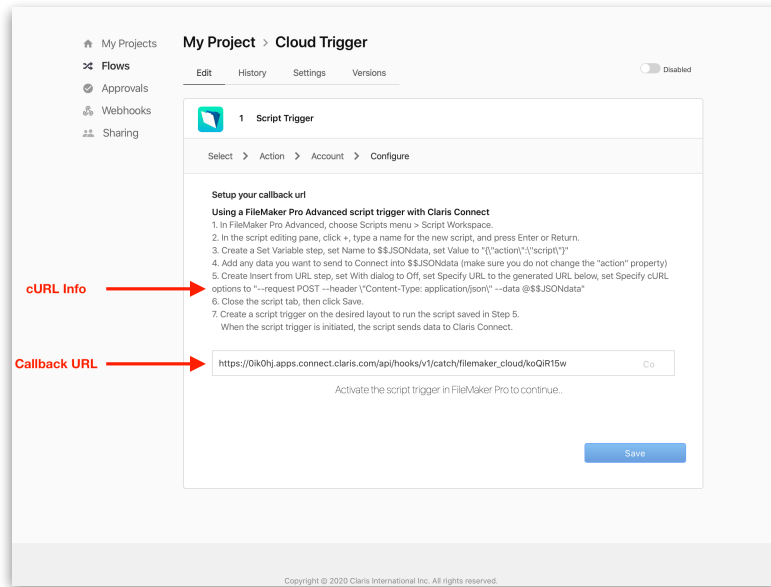 My Projects
Flows
Approvals
Webhooks
Sharing
My Project > Cloud Trigger
Edit History Settings Versions
Disabled
1 Script Trigger
Select > Action > Account > Configure
Setup your callback url
Using a FileMaker Pro Advanced script trigger with Claris Connect
1. In FileMaker Pro Advanced, choose Scripts menu > Script Workspace.
2. In the script editing pane, click +, type a name for the new script, and press Enter or Return.
3. Create a Set Variable step, set Name to $$JSONdata, set Value to "{\"action\":\"script\"}"
4. Add any data you want to send to Connect into $$JSONdata (make sure you do not change the "action" property)
5. Create Insert from URL step, set With dialog to Off, set Specify URL to the generated URL below, set Specify cURL
options to "--request POST --header \"Content-Type: application/json\" --data @$$JSONdata"
6. Close the script tab, then click Save.
7. Create a script trigger on the desired layout to run the script saved in Step 5.
When the script trigger is initiated, the script sends data to Claris Connect.
cURL Info
Callback URL
https://0ik0hj.apps.connect.claris.com/api/hooks/v1/catch/filemaker_cloud/koQiR15w
Co
Activate the script trigger in FileMaker Pro to continue..
Save
Copyright © 2020 Claris International Inc. All rights reserved.